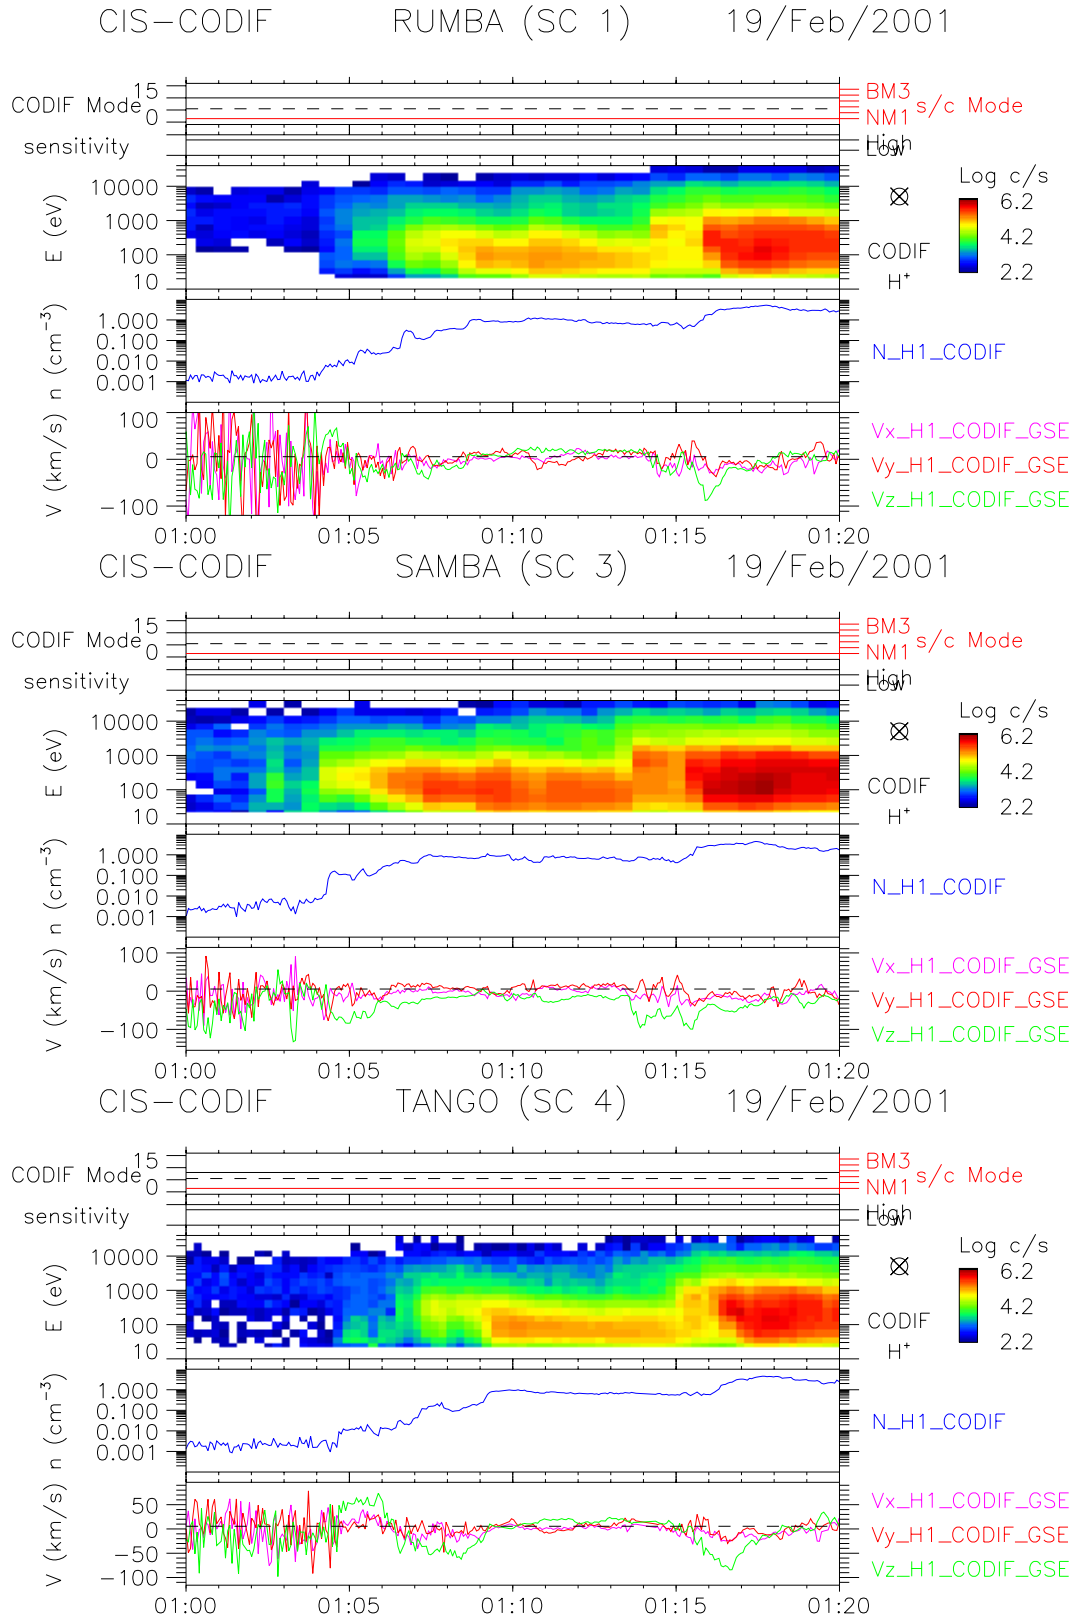 CIS-CODIF RUMBA (SC 1) 19/Feb/2001
CODIF Mode 15 0 BM3 NM1 s/c Mode
sensitivity High Low
E (eV) 10000 1000 100 10 CODIF H+ Log c/s 6.2 4.2 2.2
n (cm-3) 1.000 0.100 0.010 0.001 N_H1_CODIF
V (km/s) 100 0 -100 Vx_H1_CODIF_GSE
Vy_H1_CODIF_GSE
Vz_H1_CODIF_GSE
01:00 01:05 01:10 01:15 01:20
CIS-CODIF SAMBA (SC 3) 19/Feb/2001
CODIF Mode 15 0 BM3 NM1 s/c Mode
sensitivity High Low
E (eV) 10000 1000 100 10 CODIF H+ Log c/s 6.2 4.2 2.2
n (cm-3) 1.000 0.100 0.010 0.001 N_H1_CODIF
V (km/s) 100 0 -100 Vx_H1_CODIF_GSE
Vy_H1_CODIF_GSE
Vz_H1_CODIF_GSE
01:00 01:05 01:10 01:15 01:20
CIS-CODIF TANGO (SC 4) 19/Feb/2001
CODIF Mode 15 0 BM3 NM1 s/c Mode
sensitivity High Low
E (eV) 10000 1000 100 10 CODIF H+ Log c/s 6.2 4.2 2.2
n (cm-3) 1.000 0.100 0.010 0.001 N_H1_CODIF
V (km/s) 50 0 -50 -100 Vx_H1_CODIF_GSE
Vy_H1_CODIF_GSE
Vz_H1_CODIF_GSE
01:00 01:05 01:10 01:15 01:20